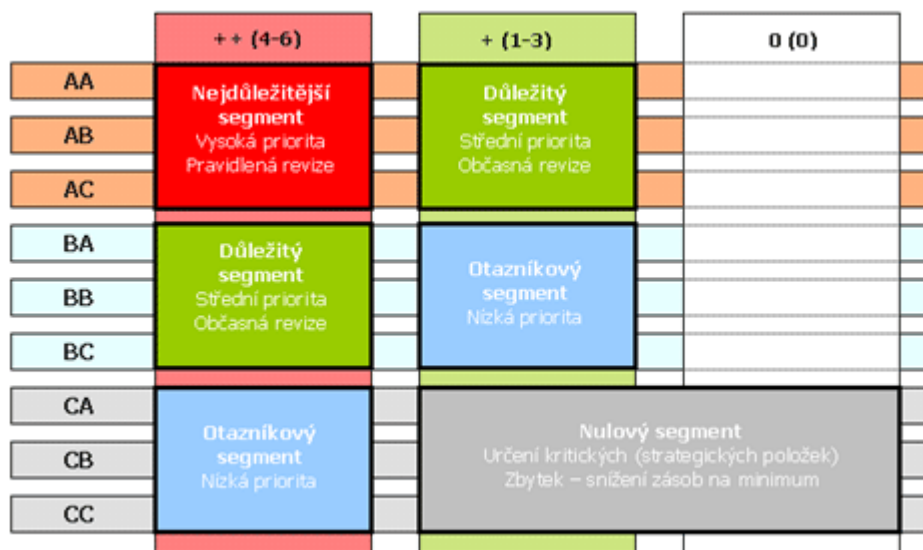 + + (4-6)
+ (1-3)
0 (0)
AA
AB
AC
BA
BB
BC
CA
CB
CC
Nejdůležitější
segment
Vysoká priorita
Pravidlená revize
Důležitý
segment
Střední priorita
Občasná revize
Důležitý
segment
Střední priorita
Občasná revize
Otazníkový
segment
Nízká priorita
Otazníkový
segment
Nízká priorita
Nulový segment
Určení kritických (strategických položek)
Zbytek – snížení zásob na minimum